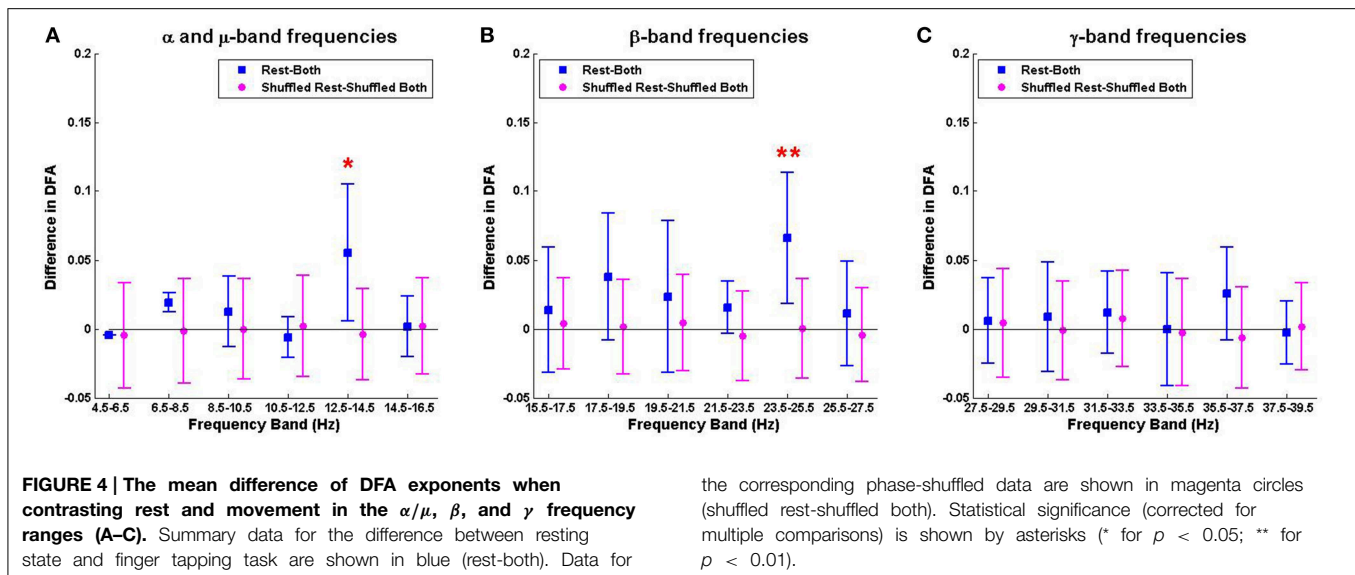 A
α and μ-band frequencies
0.2
0.15
0.1
0.05
0
-0.05
Difference in DFA
Rest-Both
Shuffled Rest-Shuffled Both
*
4.5-6.5 6.5-8.5 8.5-10.5 10.5-12.5 12.5-14.5 14.5-16.5
Frequency Band (Hz)
B
β-band frequencies
0.2
0.15
0.1
0.05
0
-0.05
Difference in DFA
Rest-Both
Shuffled Rest-Shuffled Both
**
15.5-17.5 17.5-19.5 19.5-21.5 21.5-23.5 23.5-25.5 25.5-27.5
Frequency Band (Hz)
C
γ-band frequencies
0.2
0.15
0.1
0.05
0
-0.05
Difference in DFA
Rest-Both
Shuffled Rest-Shuffled Both
27.5-29.5 29.5-31.5 31.5-33.5 33.5-35.5 35.5-37.5 37.5-39.5
Frequency Band (Hz)
FIGURE 4 | The mean difference of DFA exponents when
contrasting rest and movement in the α/μ, β, and γ frequency
ranges (A–C). Summary data for the difference between resting
state and finger tapping task are shown in blue (rest-both). Data for
the corresponding phase-shuffled data are shown in magenta circles
(shuffled rest-shuffled both). Statistical significance (corrected for
multiple comparisons) is shown by asterisks (* for p < 0.05; ** for
p < 0.01).